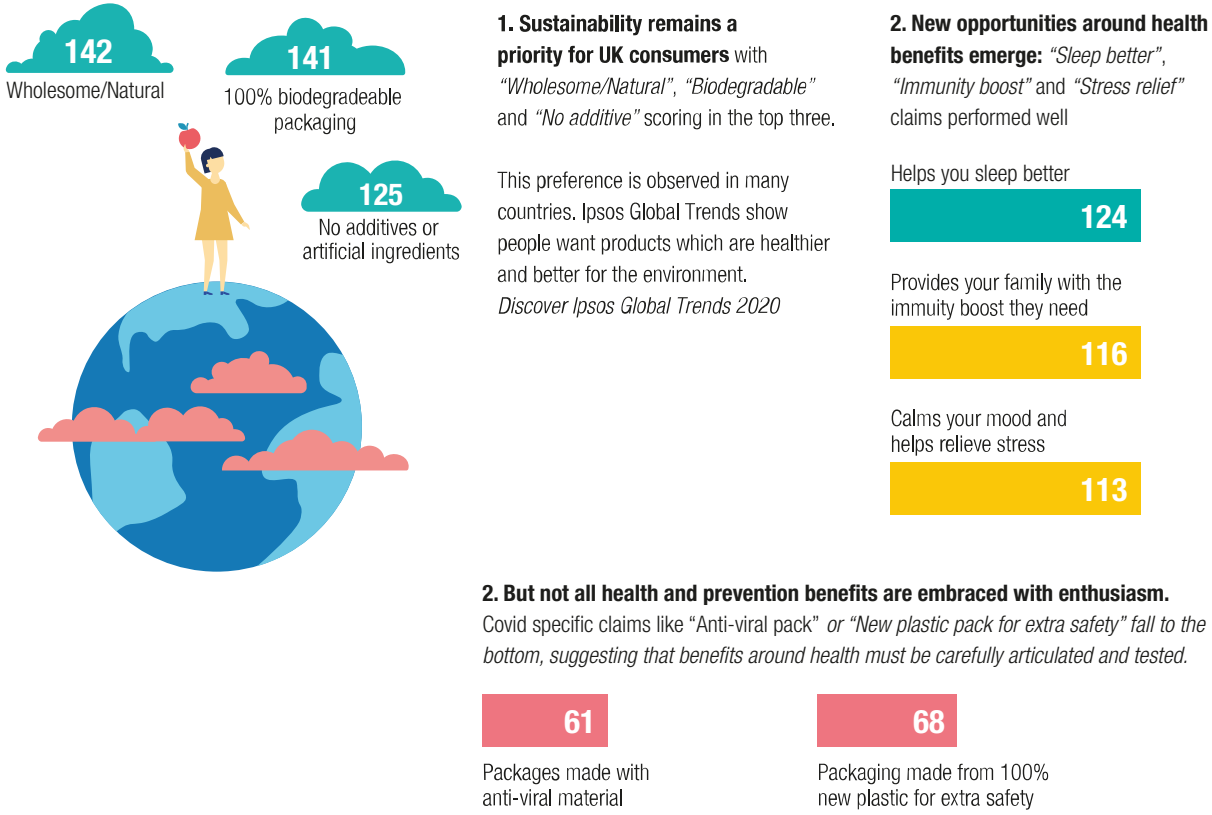 142
Wholesome/Natural
141
100% biodegradeable
packaging
125
No additives or
artificial ingredients
1. Sustainability remains a
priority for UK consumers with
“Wholesome/Natural”, “Biodegradable”
and “No additive” scoring in the top three.
This preference is observed in many
countries. Ipsos Global Trends show
people want products which are healthier
and better for the environment.
Discover Ipsos Global Trends 2020
2. New opportunities around health
benefits emerge: “Sleep better”,
“Immunity boost” and “Stress relief”
claims performed well
Helps you sleep better
124
Provides your family with the
immuity boost they need
116
Calms your mood and
helps relieve stress
113
2. But not all health and prevention benefits are embraced with enthusiasm.
Covid specific claims like “Anti-viral pack” or “New plastic pack for extra safety” fall to the
bottom, suggesting that benefits around health must be carefully articulated and tested.
61
Packages made with
anti-viral material
68
Packaging made from 100%
new plastic for extra safety